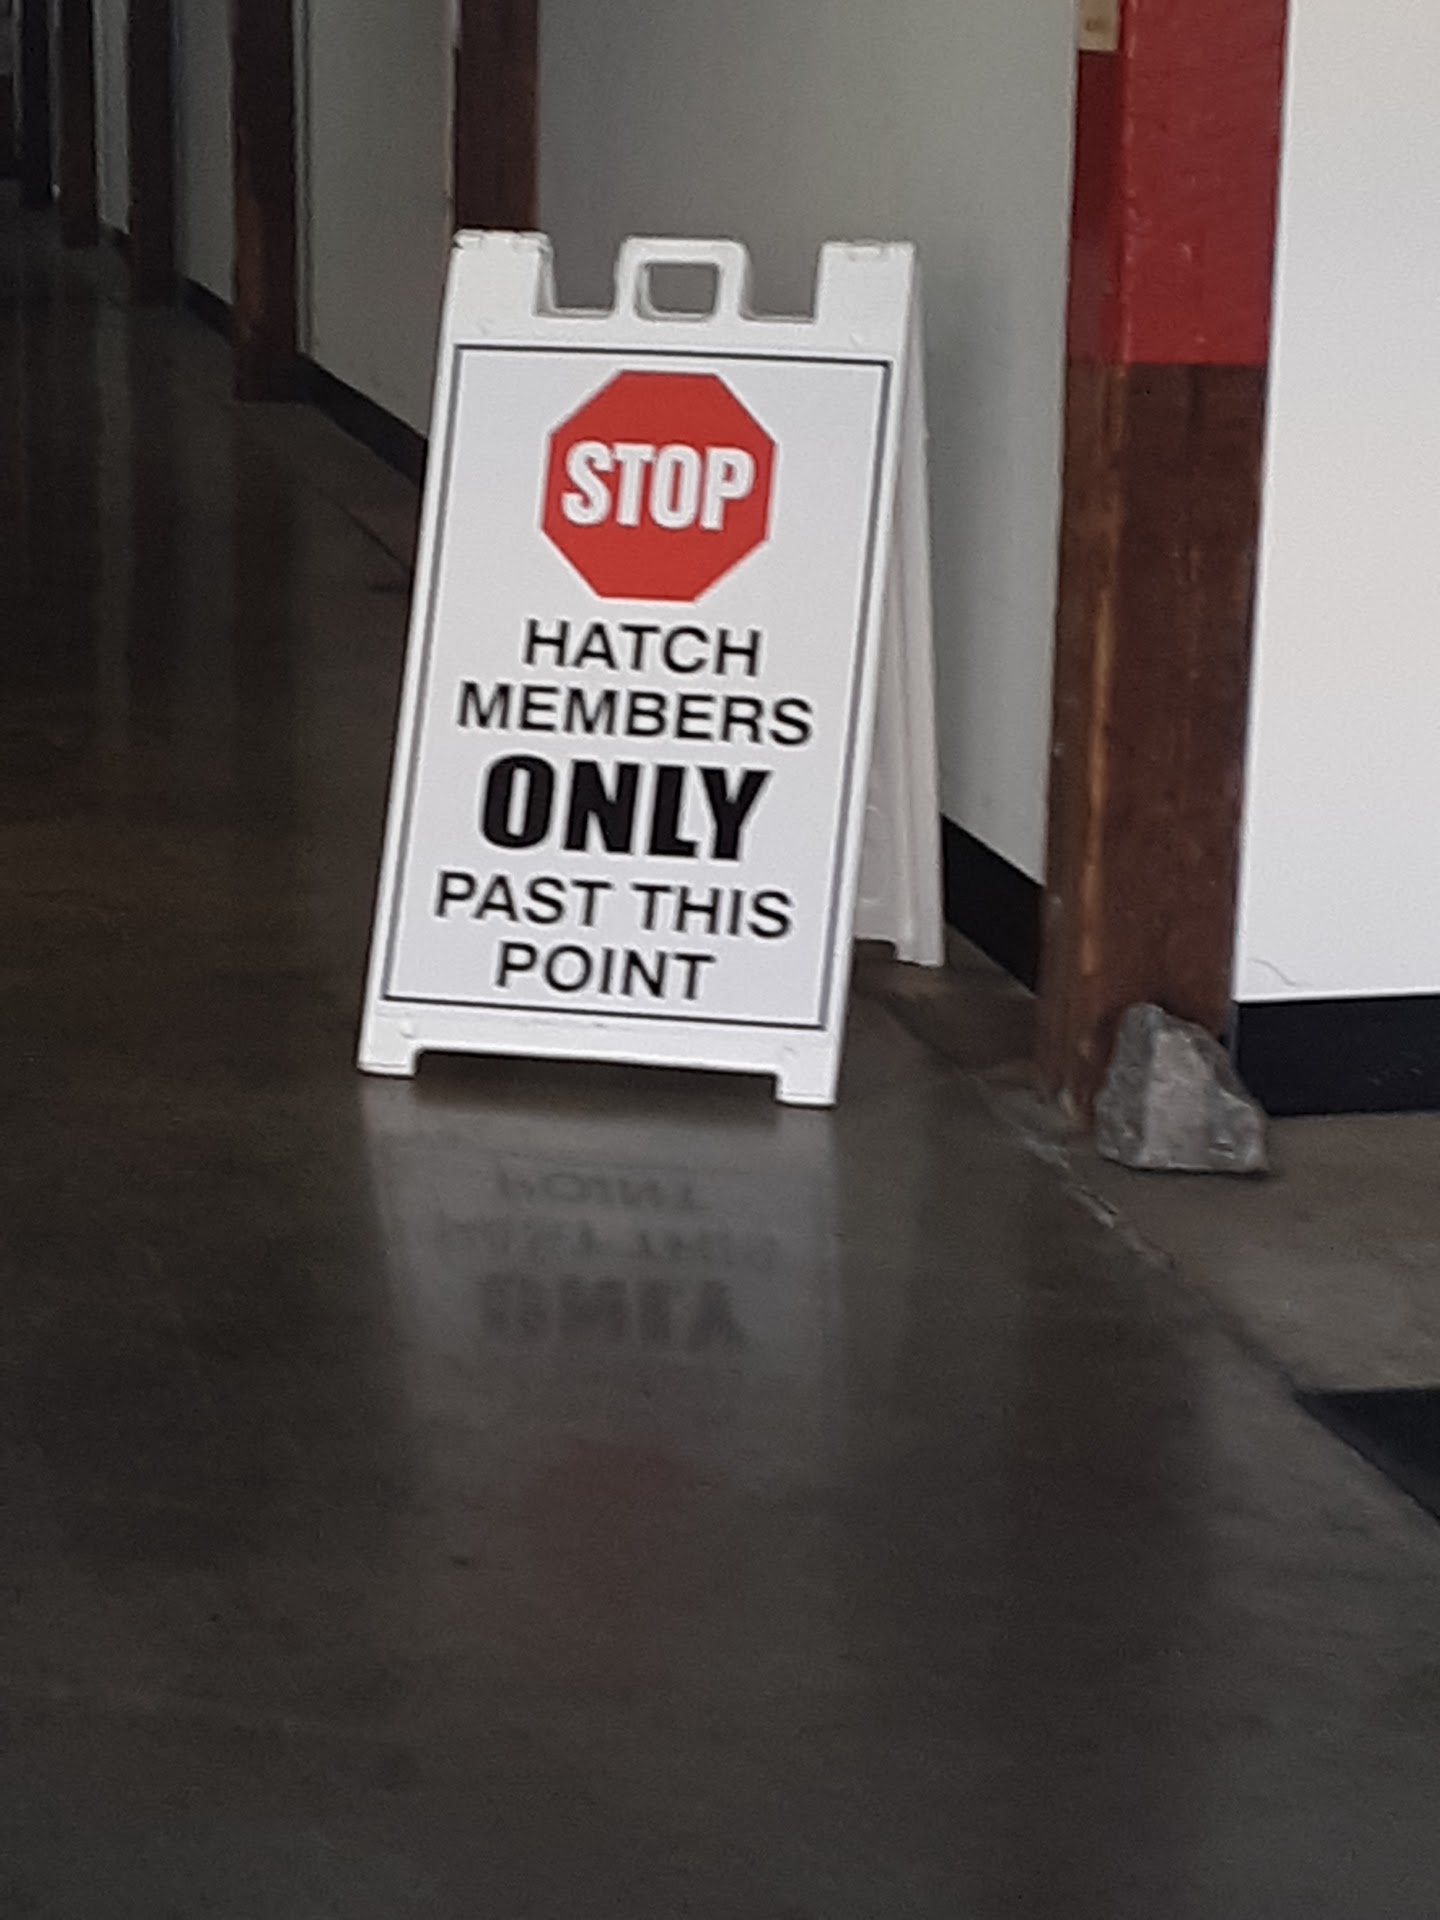 STOP
HATCH
MEMBERS
ONLY
PAST THIS
POINT